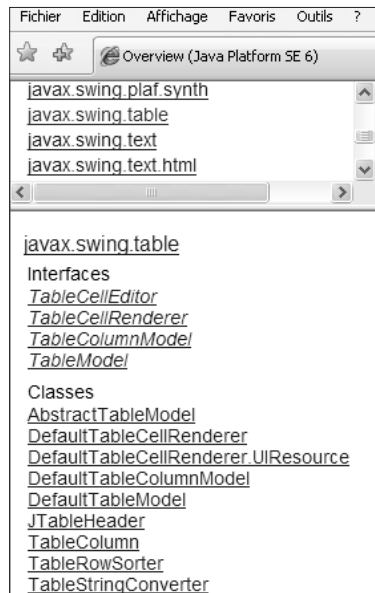 Fichier Edition Affichage Favoris Outils ?
Overview (Java Platform SE 6)
javax.swing.plaf.synth
javax.swing.table
javax.swing.text
javax.swing.text.html
javax.swing.table
Interfaces
TableCellEditor
TableCellRenderer
TableColumnModel
TableModel
Classes
AbstractTableModel
DefaultTableCellRenderer
DefaultTableCellRenderer.UIResource
DefaultTableColumnModel
DefaultTableModel
JTableHeader
TableColumn
TableRowSorter
TableStringConverter